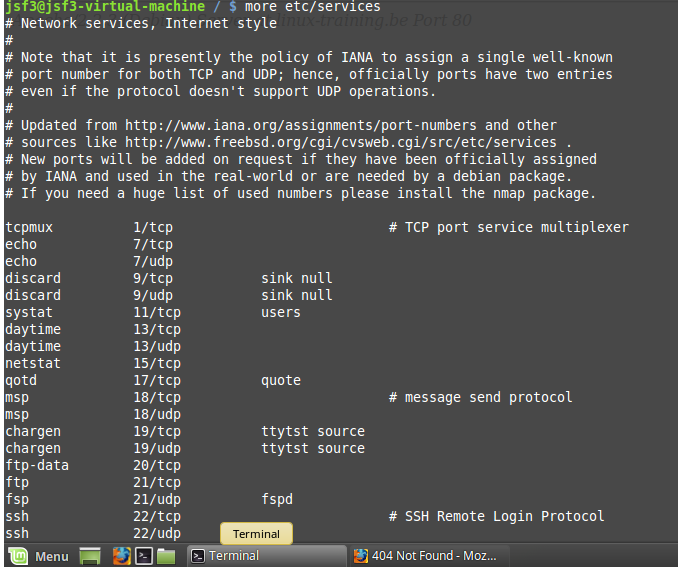 jsf3@jsf3-virtual-machine / $ more etc/services
# Network services, Internet style
#
# Note that it is presently the policy of IANA to assign a single well-known
# port number for both TCP and UDP; hence, officially ports have two entries
# even if the protocol doesn't support UDP operations.
#
# Updated from http://www.iana.org/assignments/port-numbers and other
# sources like http://www.freebsd.org/cgi/cvsweb.cgi/src/etc/services .
# New ports will be added on request if they have been officially assigned
# by IANA and used in the real-world or are needed by a debian package.
# If you need a huge list of used numbers please install the nmap package.
tcpmux 1/tcp # TCP port service multiplexer
echo 7/tcp
echo 7/udp
discard 9/tcp sink null
discard 9/udp sink null
systat 11/tcp users
daytime 13/tcp
daytime 13/udp
netstat 15/tcp
qotd 17/tcp quote
msp 18/tcp # message send protocol
msp 18/udp
chargen 19/tcp ttytst source
chargen 19/udp ttytst source
ftp-data 20/tcp
ftp 21/tcp
fsp 21/udp fspd
ssh 22/tcp # SSH Remote Login Protocol
ssh 22/udp
Terminal
Menu Terminal 404 Not Found - Moz...